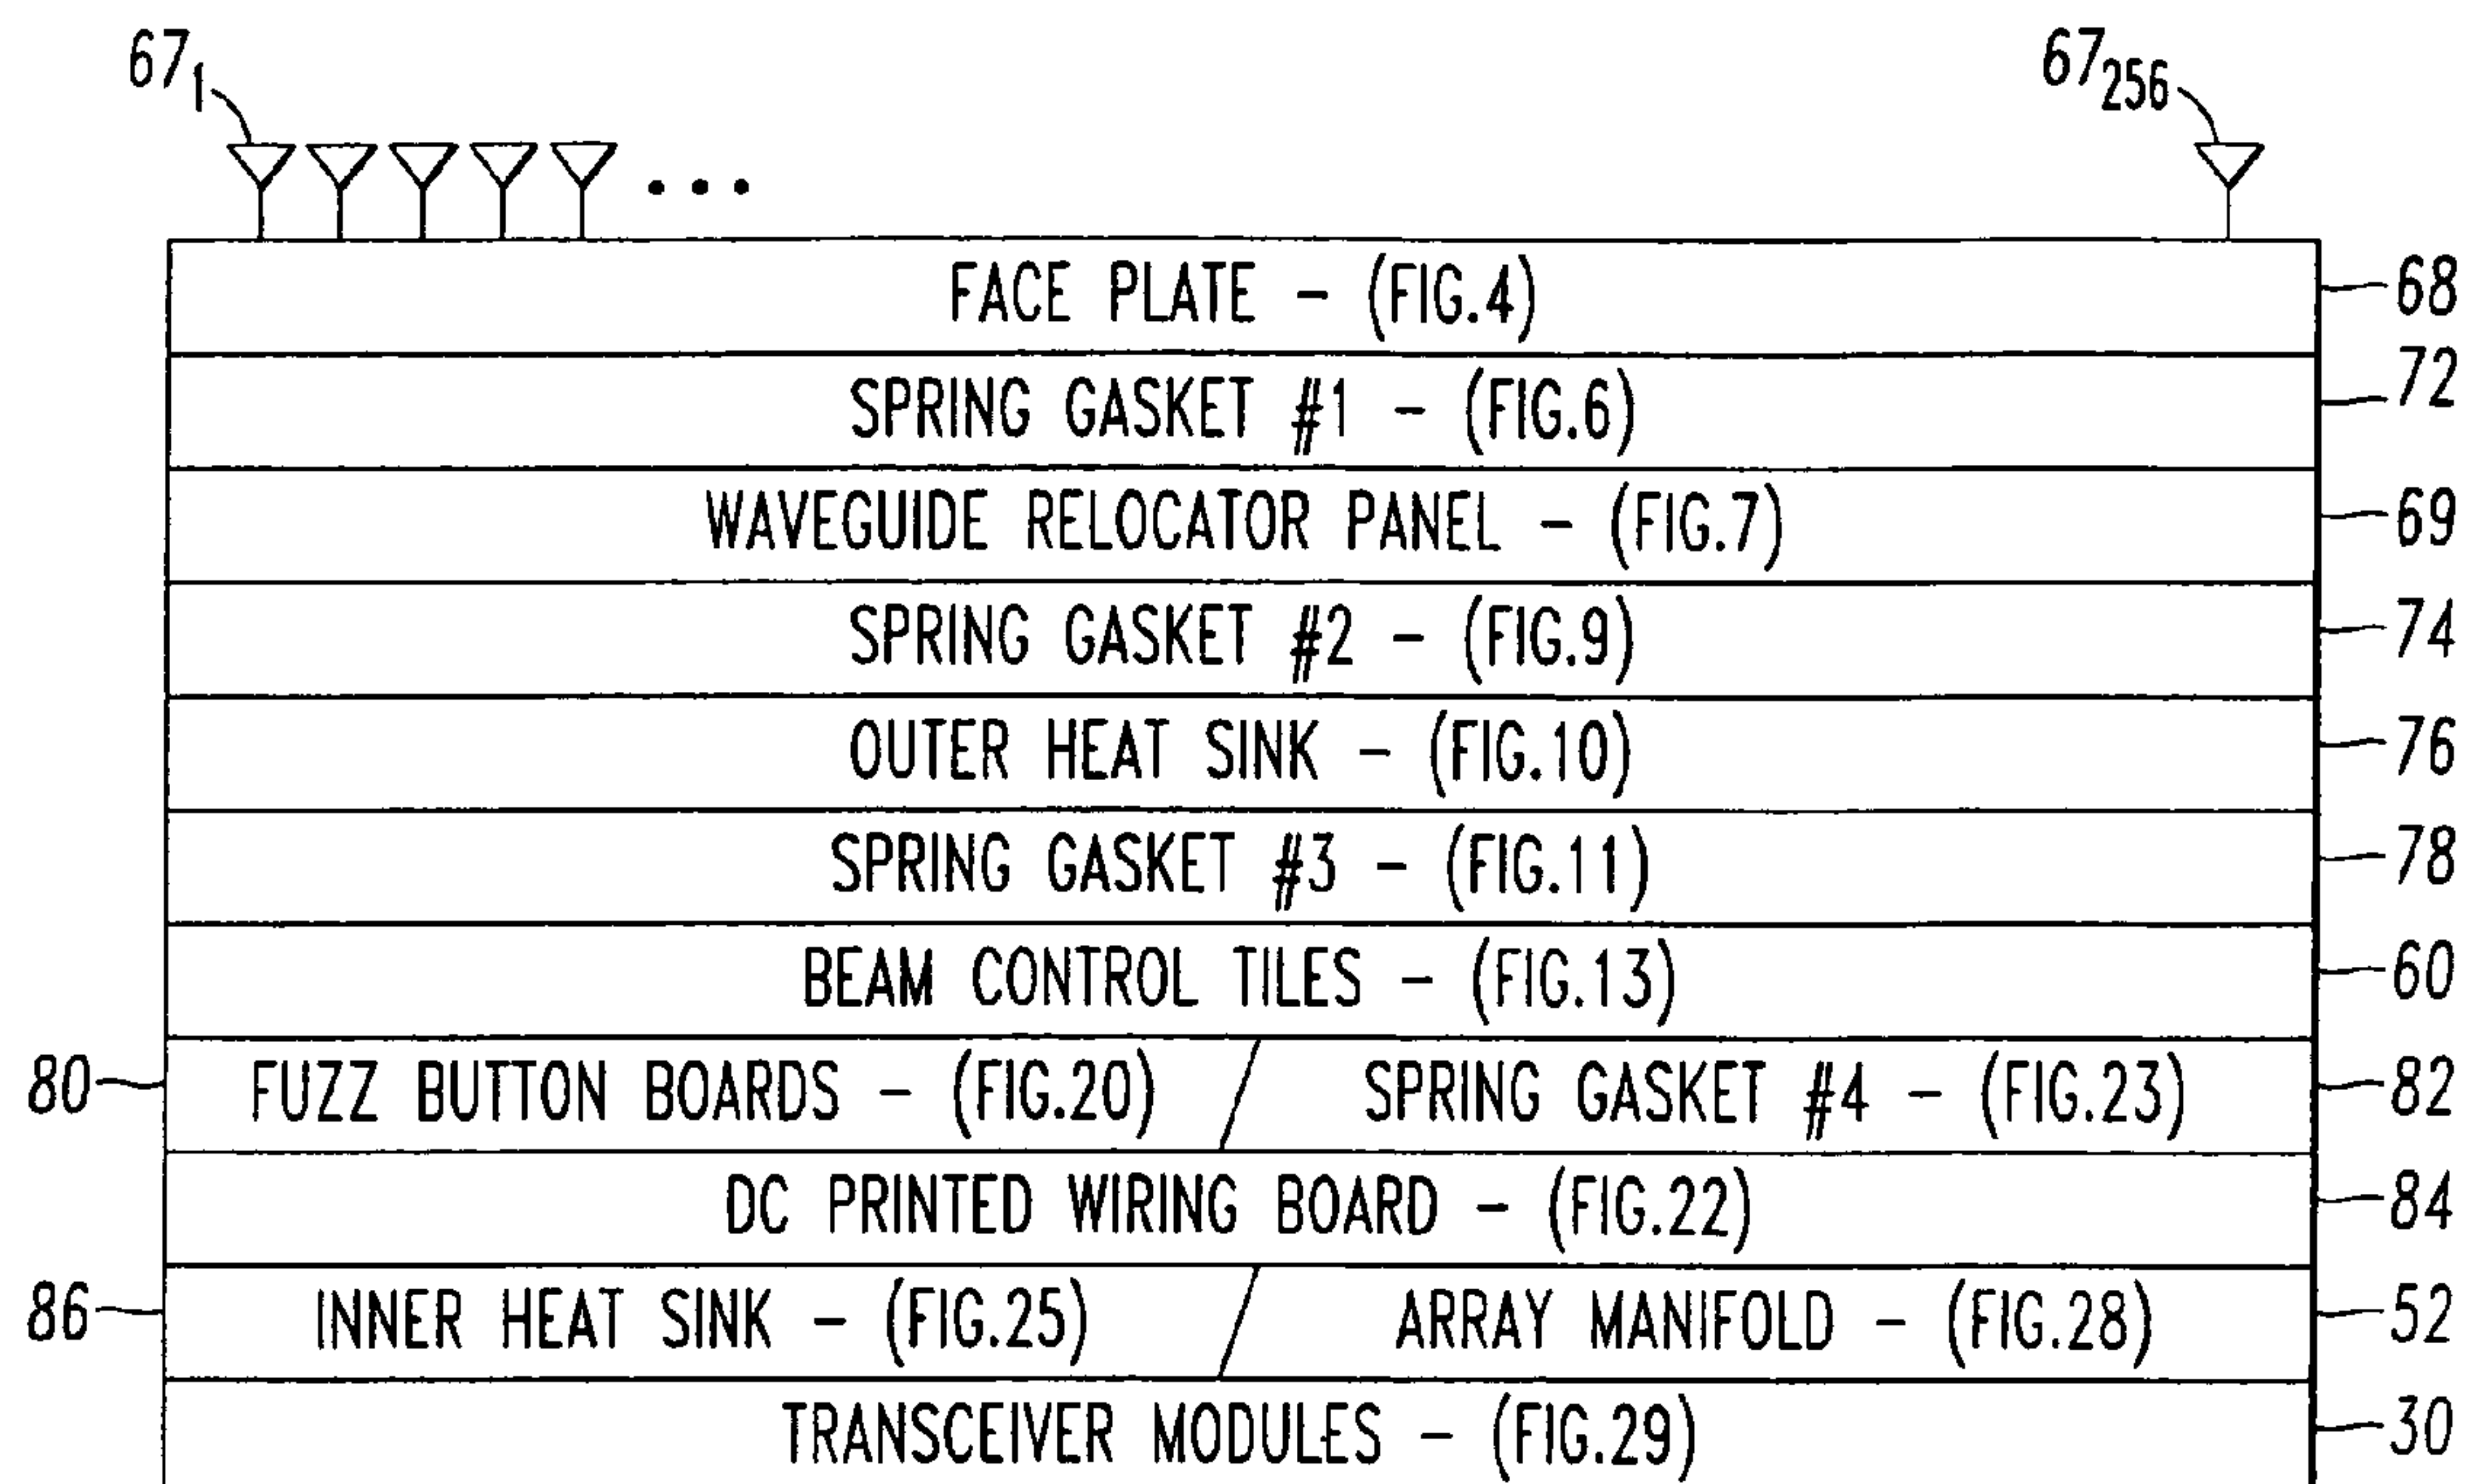 67₁ 67₂₅₆
FACE PLATE - (FIG.4) 68
SPRING GASKET #1 - (FIG.6) 72
WAVEGUIDE RELOCATOR PANEL - (FIG.7) 69
SPRING GASKET #2 - (FIG.9) 74
OUTER HEAT SINK - (FIG.10) 76
SPRING GASKET #3 - (FIG.11) 78
BEAM CONTROL TILES - (FIG.13) 60
80 FUZZ BUTTON BOARDS - (FIG.20) SPRING GASKET #4 - (FIG.23) 82
DC PRINTED WIRING BOARD - (FIG.22) 84
86 INNER HEAT SINK - (FIG.25) ARRAY MANIFOLD - (FIG.28) 52
TRANSCEIVER MODULES - (FIG.29) 30